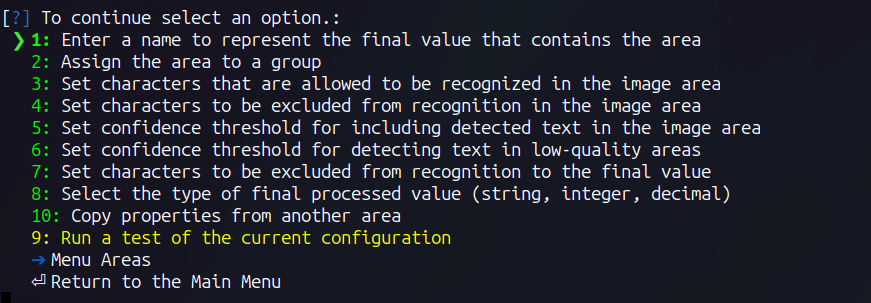 [?] To continue select an option.:
❯ 1: Enter a name to represent the final value that contains the area
2: Assign the area to a group
3: Set characters that are allowed to be recognized in the image area
4: Set characters to be excluded from recognition in the image area
5: Set confidence threshold for including detected text in the image area
6: Set confidence threshold for detecting text in low-quality areas
7: Set characters to be excluded from recognition to the final value
8: Select the type of final processed value (string, integer, decimal)
10: Copy properties from another area
9: Run a test of the current configuration
→ Menu Areas
⏎ Return to the Main Menu